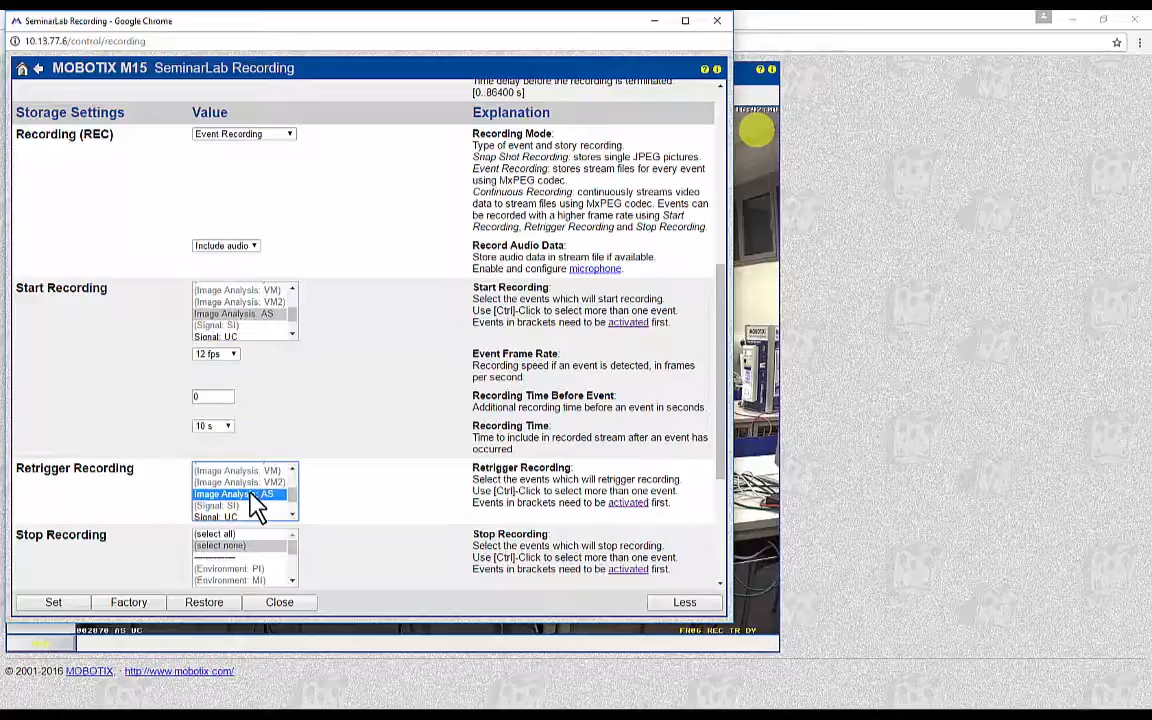 SeminarLab Recording - Google Chrome
10.13.77.6/control/recording
MOBOTIX M15 SeminarLab Recording
Time delay before the recording is terminated
[0..86400 s]
Storage Settings Value Explanation
Recording (REC) Event Recording Recording Mode:
Type of event and story recording.
Snap Shot Recording: stores single JPEG pictures.
Event Recording: stores stream files for every event
using MxPEG codec.
Continuous Recording: continuously streams video
data to stream files using MxPEG codec. Events can
be recorded with a higher frame rate using Start
Recording, Retrigger Recording and Stop Recording.
Include audio Record Audio Data:
Store audio data in stream file if available.
Enable and configure microphone.
Start Recording (Image Analysis: VM) Start Recording:
(Image Analysis: VM2) Select the events which will start recording.
Image Analysis: AS Use [Ctrl]-Click to select more than one event.
(Signal: SI) Events in brackets need to be activated first.
Signal: UC
12 fps Event Frame Rate:
Recording speed if an event is detected, in frames
per second.
0 Recording Time Before Event:
Additional recording time before an event in seconds.
10 s Recording Time:
Time to include in recorded stream after an event has
occurred.
Retrigger Recording (Image Analysis: VM) Retrigger Recording:
(Image Analysis: VM2) Select the events which will retrigger recording.
Image Analysis: AS Use [Ctrl]-Click to select more than one event.
(Signal: SI) Events in brackets need to be activated first.
Signal: UC
Stop Recording (select all) Stop Recording:
(select none) Select the events which will stop recording.
Use [Ctrl]-Click to select more than one event.
(Environment: PI) Events in brackets need to be activated first.
(Environment: MI)
Set Factory Restore Close Less
002070 AS UC FR06 REC TR DY
MOBOTIX
© 2001-2016 MOBOTIX, · http://www.mobotix.com/